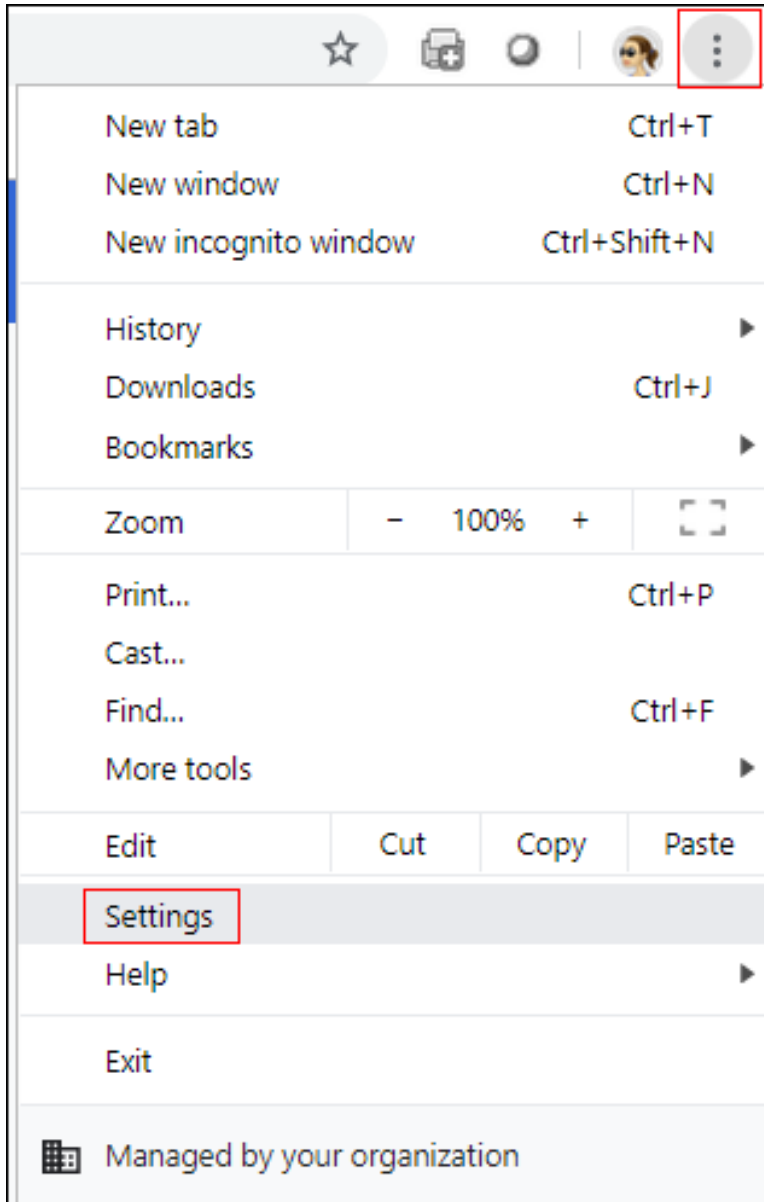 New tab Ctrl+T
New window Ctrl+N
New incognito window Ctrl+Shift+N
History
Downloads Ctrl+J
Bookmarks
Zoom - 100% +
Print... Ctrl+P
Cast...
Find... Ctrl+F
More tools
Edit Cut Copy Paste
Settings
Help
Exit
Managed by your organization